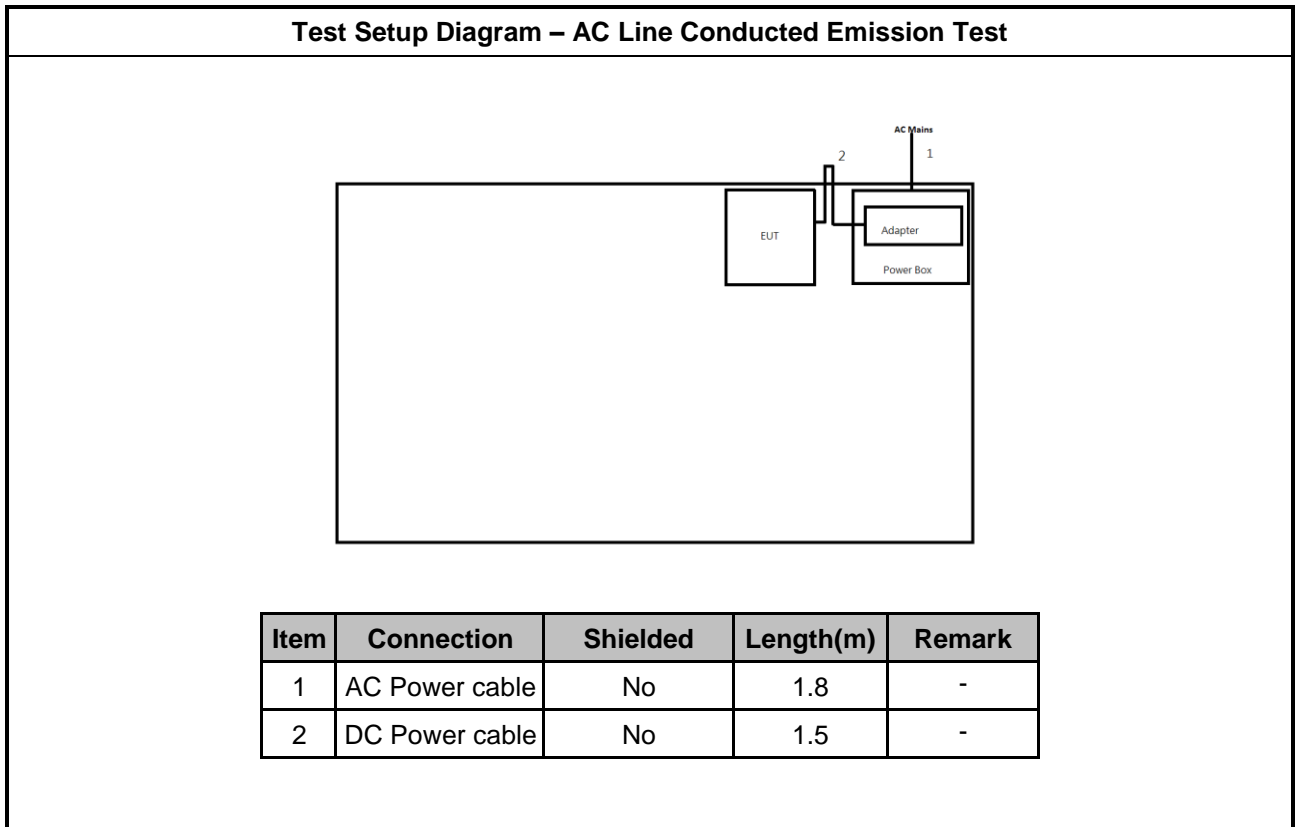 Test Setup Diagram – AC Line Conducted Emission Test
AC Mains
2
1
EUT
Adapter
Power Box
Item Connection Shielded Length(m) Remark
1 AC Power cable No 1.8 -
2 DC Power cable No 1.5 -